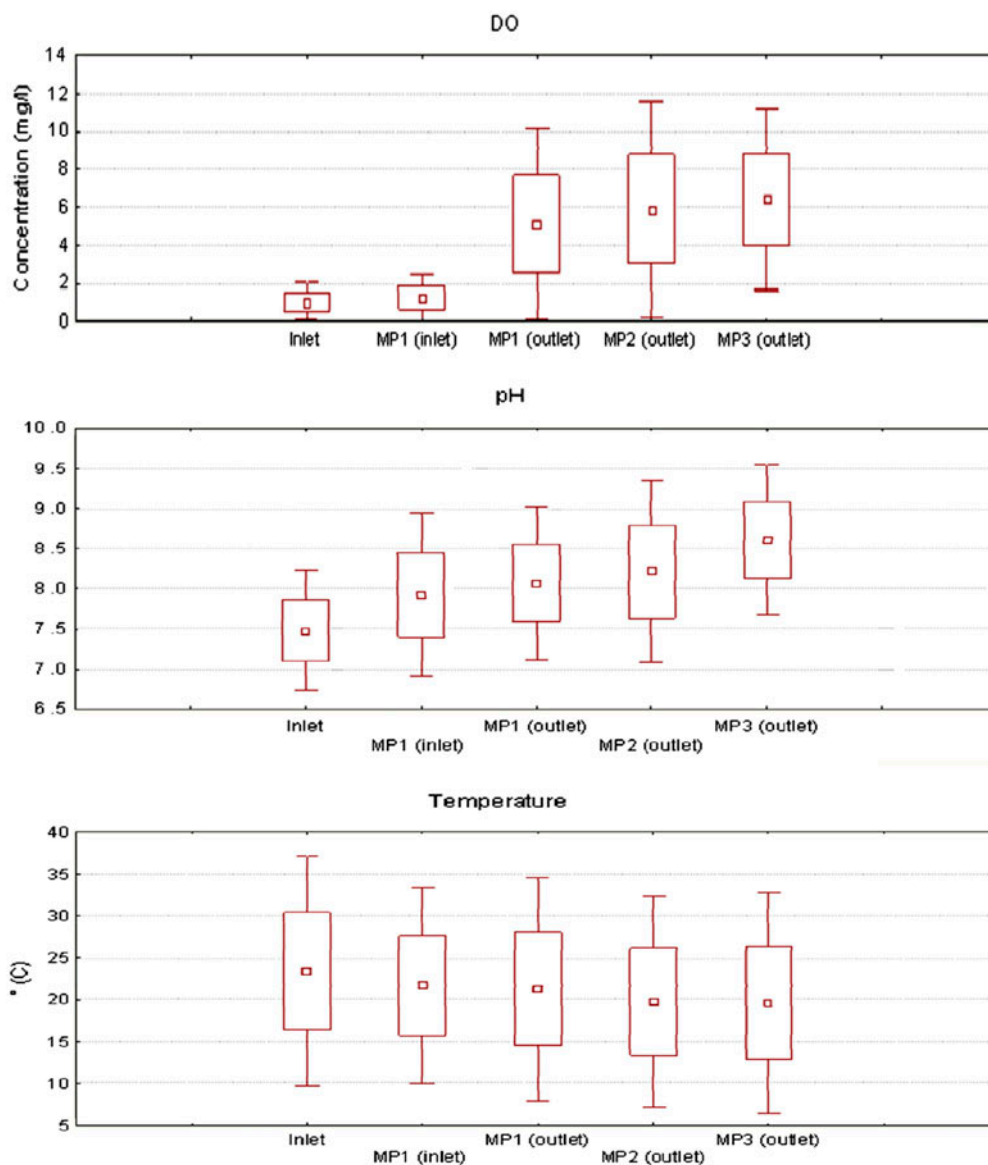 DO
Concentration (mg/l)
14
12
10
8
6
4
2
0
Inlet
MP1 (inlet)
MP1 (outlet)
MP2 (outlet)
MP3 (outlet)
pH
10.0
9.5
9.0
8.5
8.0
7.5
7.0
6.5
Inlet
MP1 (inlet)
MP1 (outlet)
MP2 (outlet)
MP3 (outlet)
Temperature
° (C)
40
35
30
25
20
15
10
5
Inlet
MP1 (inlet)
MP1 (outlet)
MP2 (outlet)
MP3 (outlet)